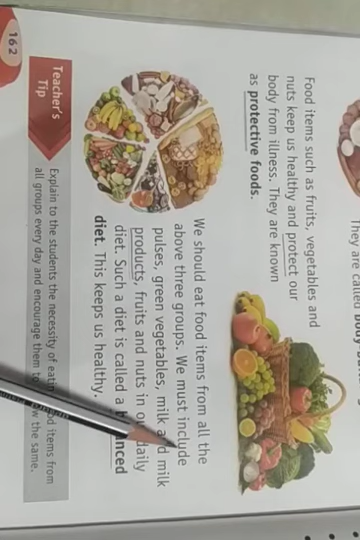 They are called body
Food items such as fruits, vegetables and
nuts keep us healthy and protect our
body from illness. They are known
as protective foods.
We should eat food items from all the
above three groups. We must include
pulses, green vegetables, milk and milk
products, fruits and nuts in our daily
diet. Such a diet is called a balanced
diet. This keeps us healthy.
Teacher's
Tip
Explain to the students the necessity of eating food items from
all groups every day and encourage them to the same.
162